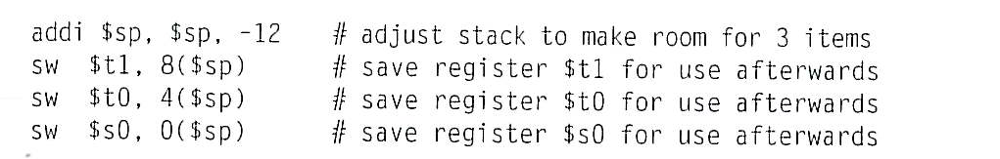 addi $sp, $sp, -12 # adjust stack to make room for 3 items
sw $t1, 8($sp) # save register $t1 for use afterwards
sw $t0, 4($sp) # save register $t0 for use afterwards
sw $s0, 0($sp) # save register $s0 for use afterwards